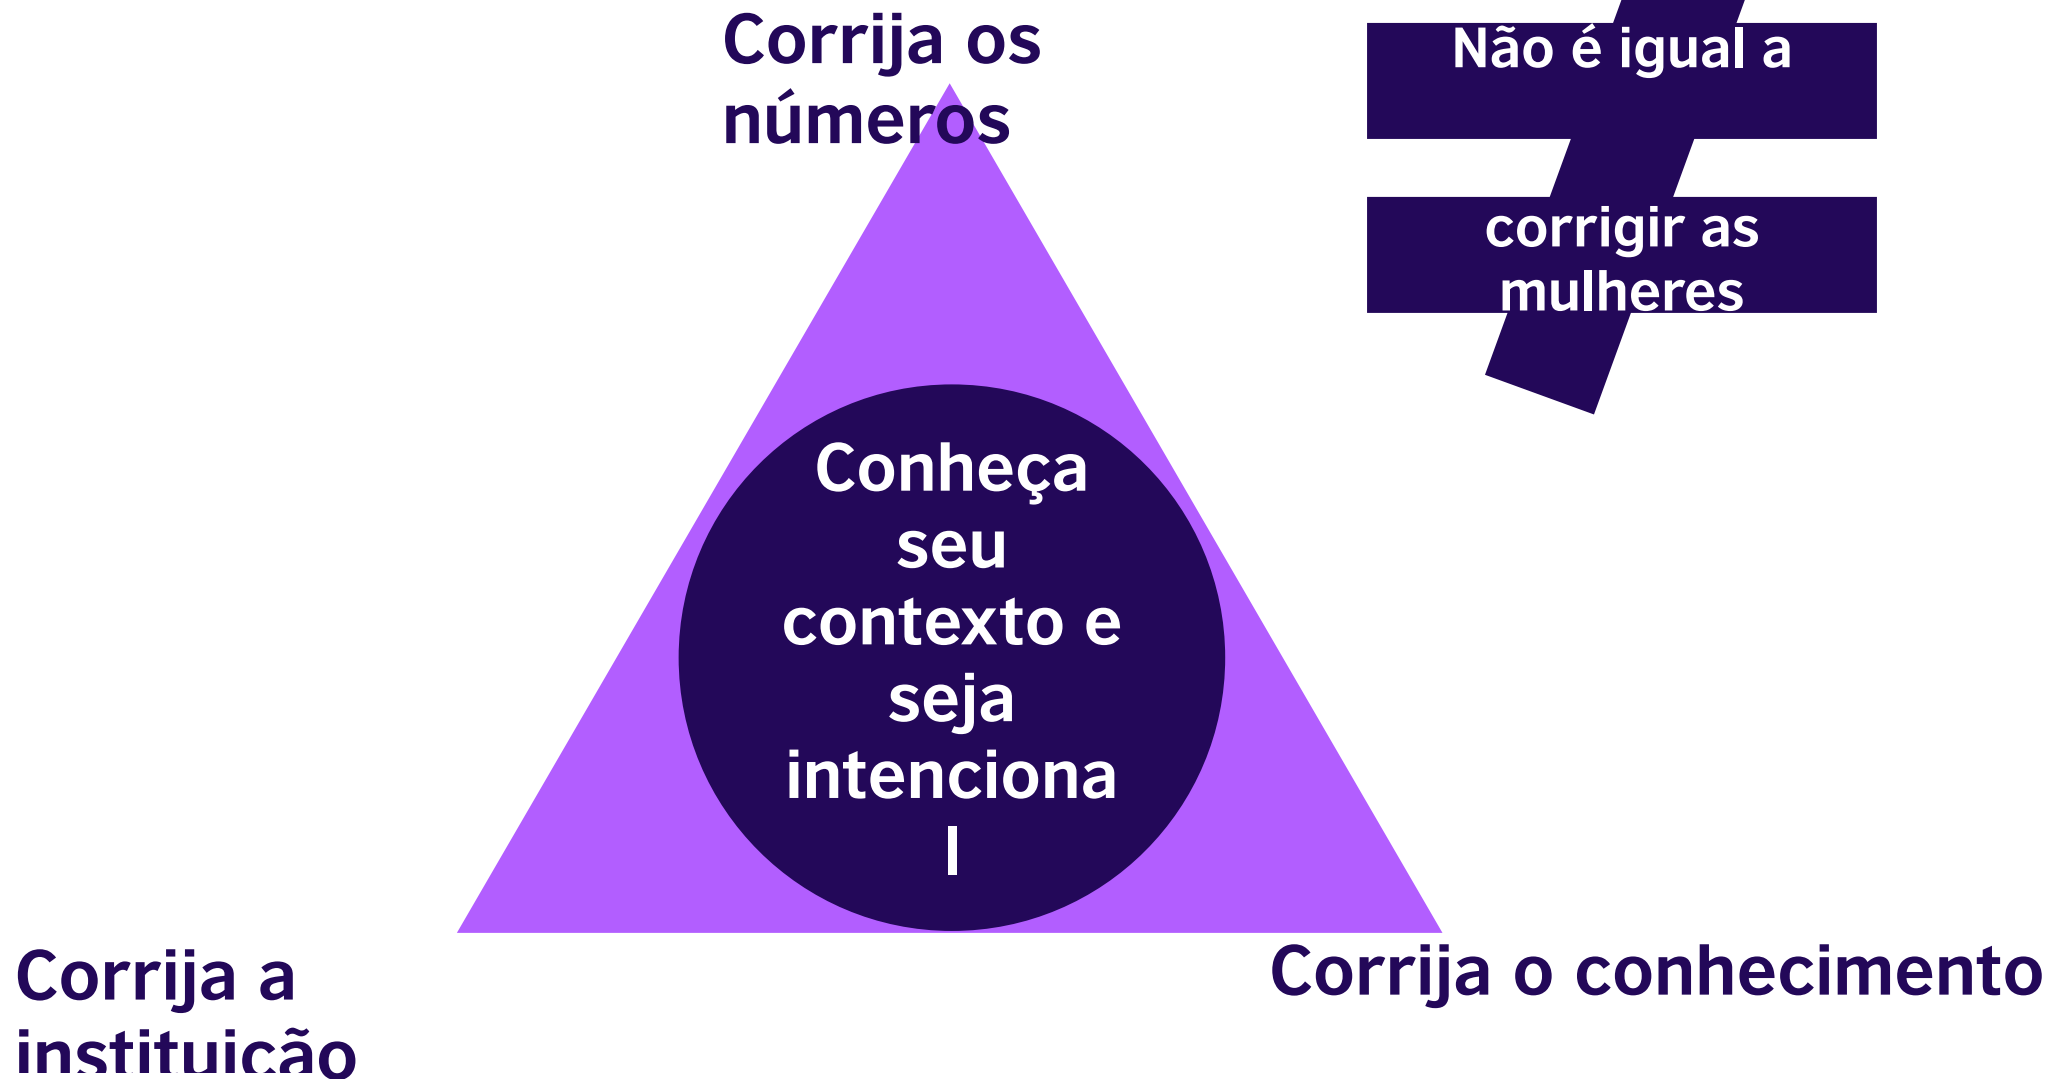 Corrija os
números
Não é igual a
corrigir as
mulheres
Conheça
seu
contexto e
seja
intenciona
l
Corrija a
instituição
Corrija o conhecimento